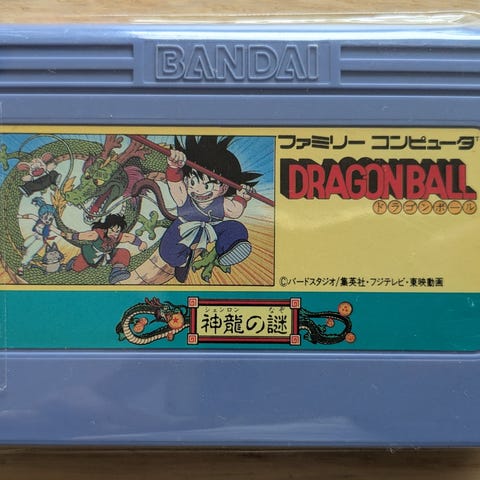 BANDAI
ファミリー コンピュータ
DRAGON BALL
ドラゴンボール
©バードスタジオ/集英社・フジテレビ・東映動画
シェンロン なぞ
神龍の謎